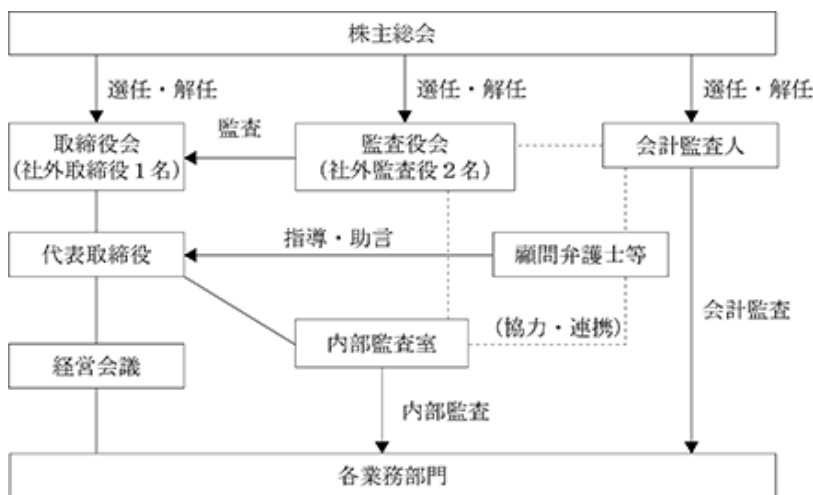 株主総会
選任・解任
選任・解任
選任・解任
取締役会
(社外取締役1名)
監査
監査役会
(社外監査役2名)
会計監査人
代表取締役
指導・助言
顧問弁護士等
会計監査
(協力・連携)
内部監査室
経営会議
内部監査
各業務部門